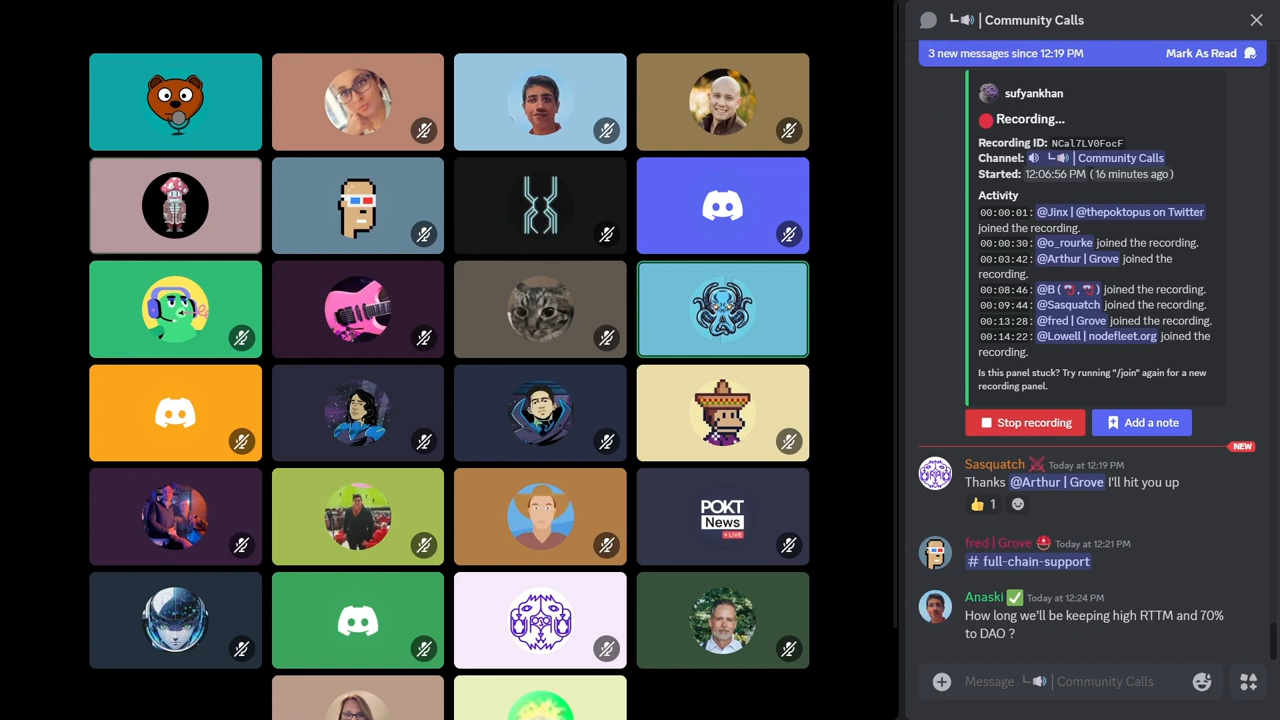 Community Calls
3 new messages since 12:19 PM
Mark As Read
sufyankhan
Recording...
Recording ID: NCal7LV0FocF
Channel: Community Calls
Started: 12:06:56 PM (16 minutes ago)
Activity
00:00:01: @Jinx | @thepoktopus on Twitter
joined the recording.
00:00:30: @o_rourke joined the recording.
00:03:42: @Arthur | Grove joined the
recording.
00:08:46: @B (🦐,🦐) joined the recording.
00:09:44: @Sasquatch joined the recording.
00:13:28: @fred | Grove joined the recording.
00:14:22: @Lowell | nodefleet.org joined the
recording.
Is this panel stuck? Try running "/join" again for a new
recording panel.
Stop recording
Add a note
NEW
Sasquatch Today at 12:19 PM
Thanks @Arthur | Grove I'll hit you up
👍 1
fred | Grove Today at 12:21 PM
# full-chain-support
Anaski ✅ Today at 12:24 PM
How long we'll be keeping high RTTM and 70%
to DAO ?
Message Community Calls
POKT
News
LIVE